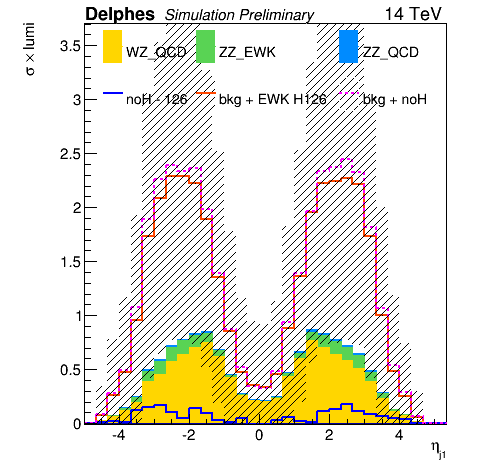 Delphes Simulation Preliminary 14 TeV
σ × lumi
WZ_QCD ZZ_EWK ZZ_QCD
noH - 126 bkg + EWK H126 bkg + noH
3.5
3
2.5
2
1.5
1
0.5
0
-4 -2 0 2 4
η_j1